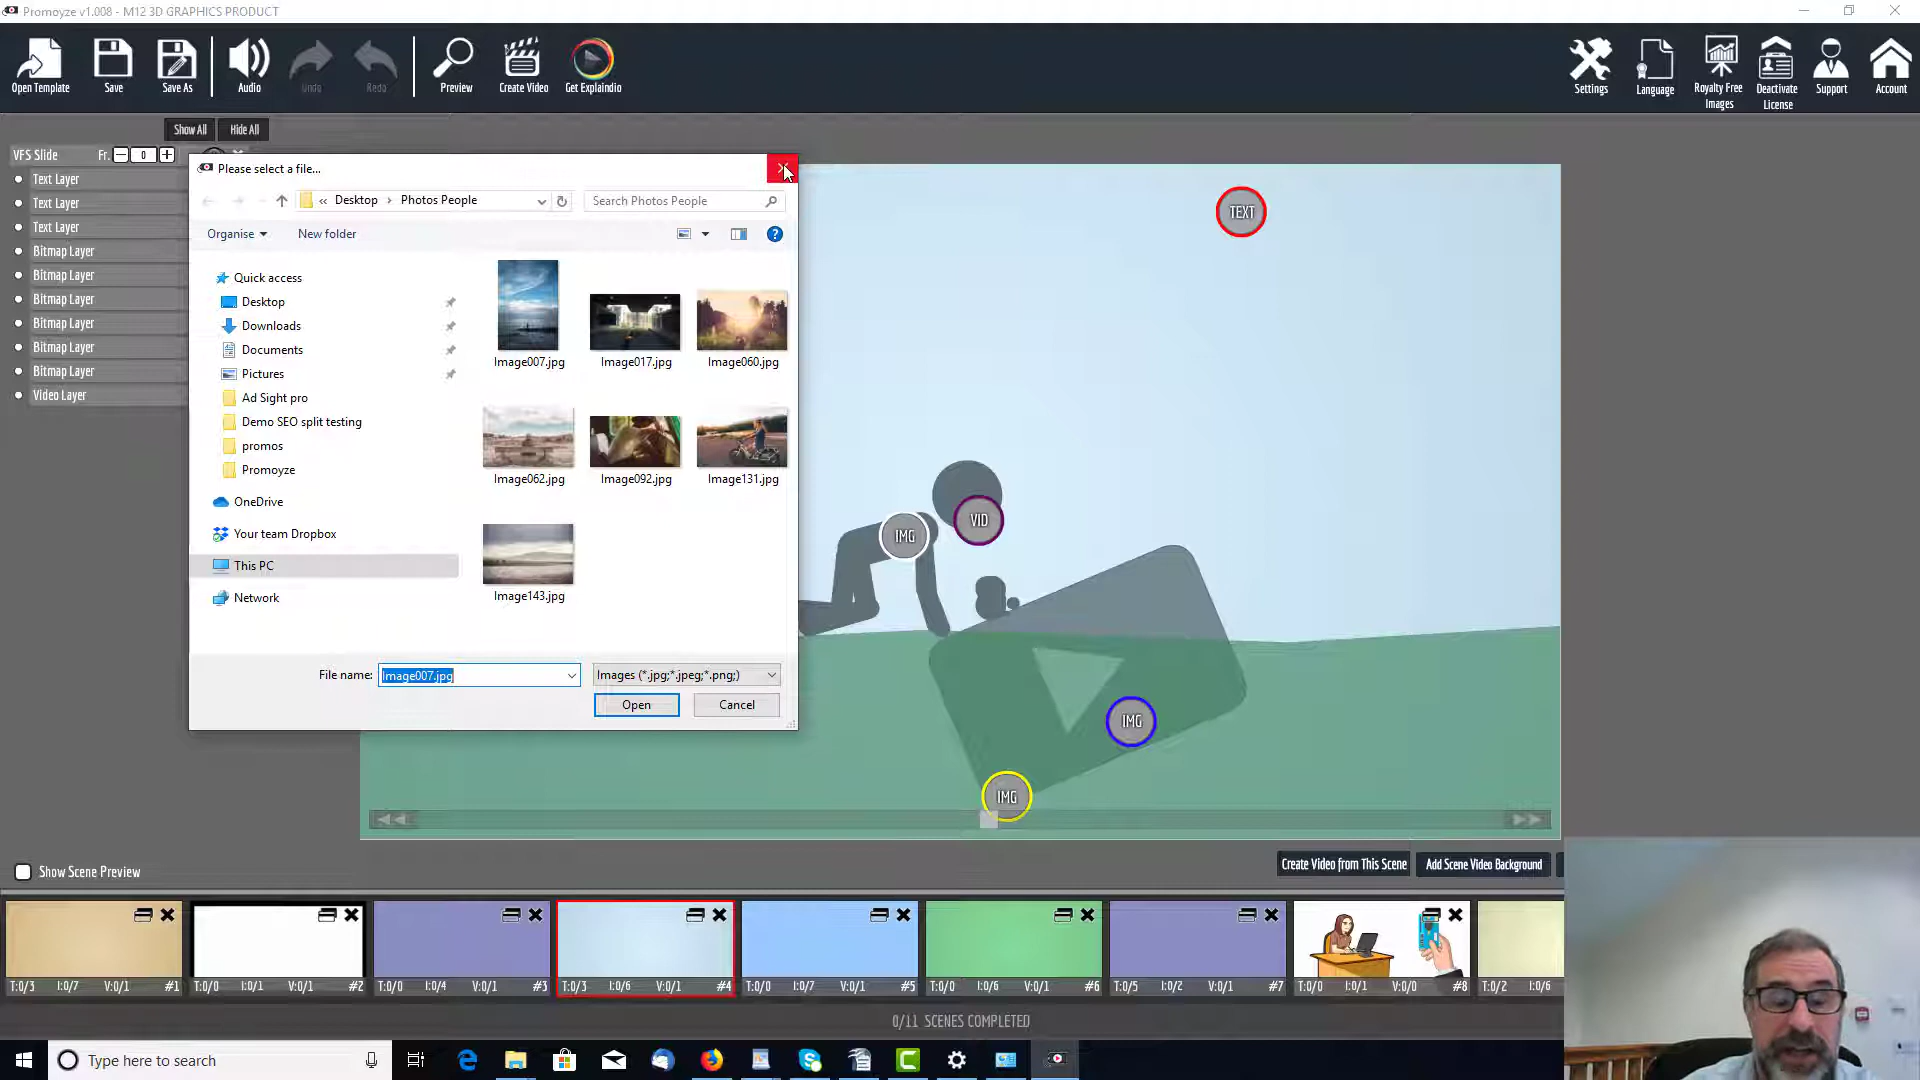 Promoyze v1.008 - M12 3D GRAPHICS PRODUCT
Open Template
Save
Save As
Audio
Undo
Redo
Preview
Create Video
Get Explaindio
Settings
Language
Royalty Free Images
Deactivate License
Support
Account
Show All
Hide All
VFS Slide
Fr.
0
Text Layer
Text Layer
Text Layer
Bitmap Layer
Bitmap Layer
Bitmap Layer
Bitmap Layer
Bitmap Layer
Bitmap Layer
Video Layer
Please select a file...
« Desktop › Photos People
Search Photos People
Organise
New folder
?
Quick access
Desktop
Downloads
Documents
Pictures
Ad Sight pro
Demo SEO split testing
promos
Promoyze
OneDrive
Your team Dropbox
This PC
Network
Image007.jpg
Image017.jpg
Image060.jpg
Image062.jpg
Image092.jpg
Image131.jpg
Image143.jpg
File name:
Image007.jpg
Images (*.jpg;*.jpeg;*.png;)
Open
Cancel
TEXT
VID
IMG
IMG
IMG
Show Scene Preview
Create Video from This Scene
Add Scene Video Background
T:0/3 I:0/7 V:0/1 #1
T:0/0 I:0/1 V:0/1 #2
T:0/0 I:0/4 V:0/1 #3
T:0/3 I:0/6 V:0/1 #4
T:0/0 I:0/7 V:0/1 #5
T:0/0 I:0/6 V:0/1 #6
T:0/5 I:0/2 V:0/1 #7
T:0/0 I:0/1 V:0/0 #8
T:0/2 I:0/6
0/11 SCENES COMPLETED
Type here to search